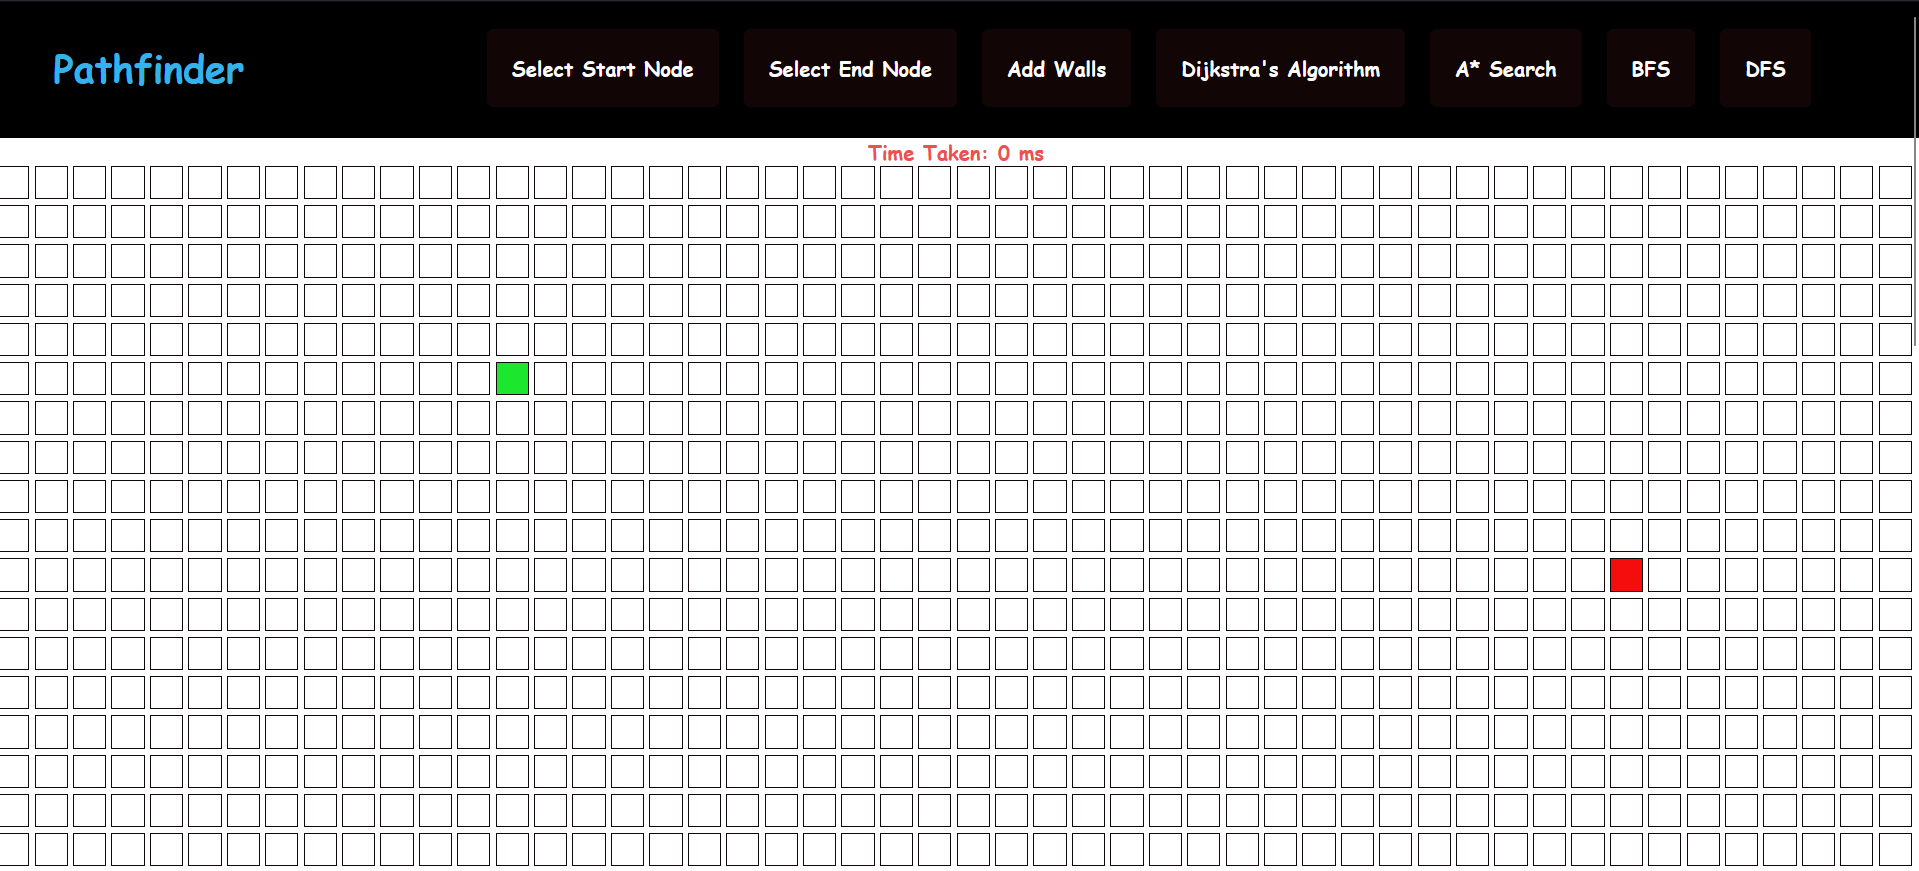 Pathfinder
Select Start Node
Select End Node
Add Walls
Dijkstra's Algorithm
A* Search
BFS
DFS
Time Taken: 0 ms